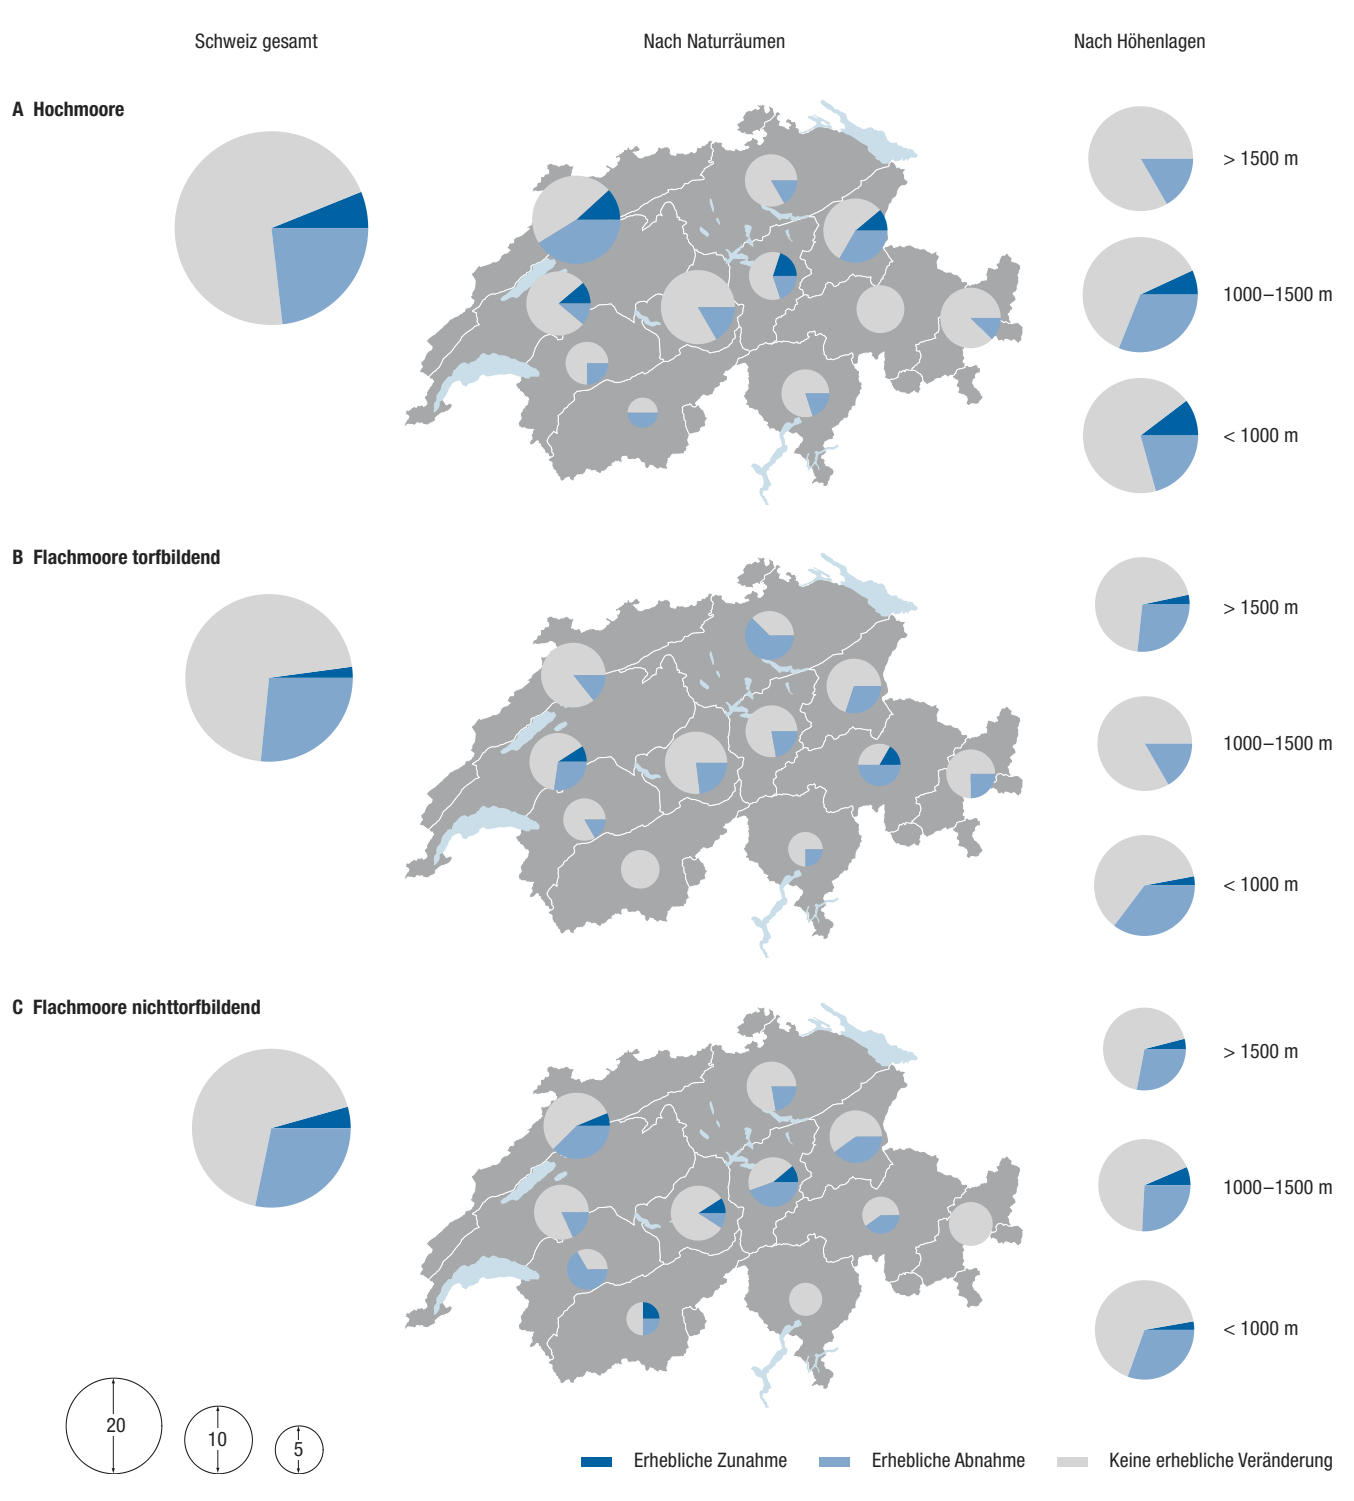 Schweiz gesamt
Nach Naturräumen
Nach Höhenlagen
A Hochmoore
> 1500 m
1000–1500 m
< 1000 m
B Flachmoore torfbildend
> 1500 m
1000–1500 m
< 1000 m
C Flachmoore nichttorfbildend
> 1500 m
1000–1500 m
< 1000 m
20
10
5
Erhebliche Zunahme
Erhebliche Abnahme
Keine erhebliche Veränderung